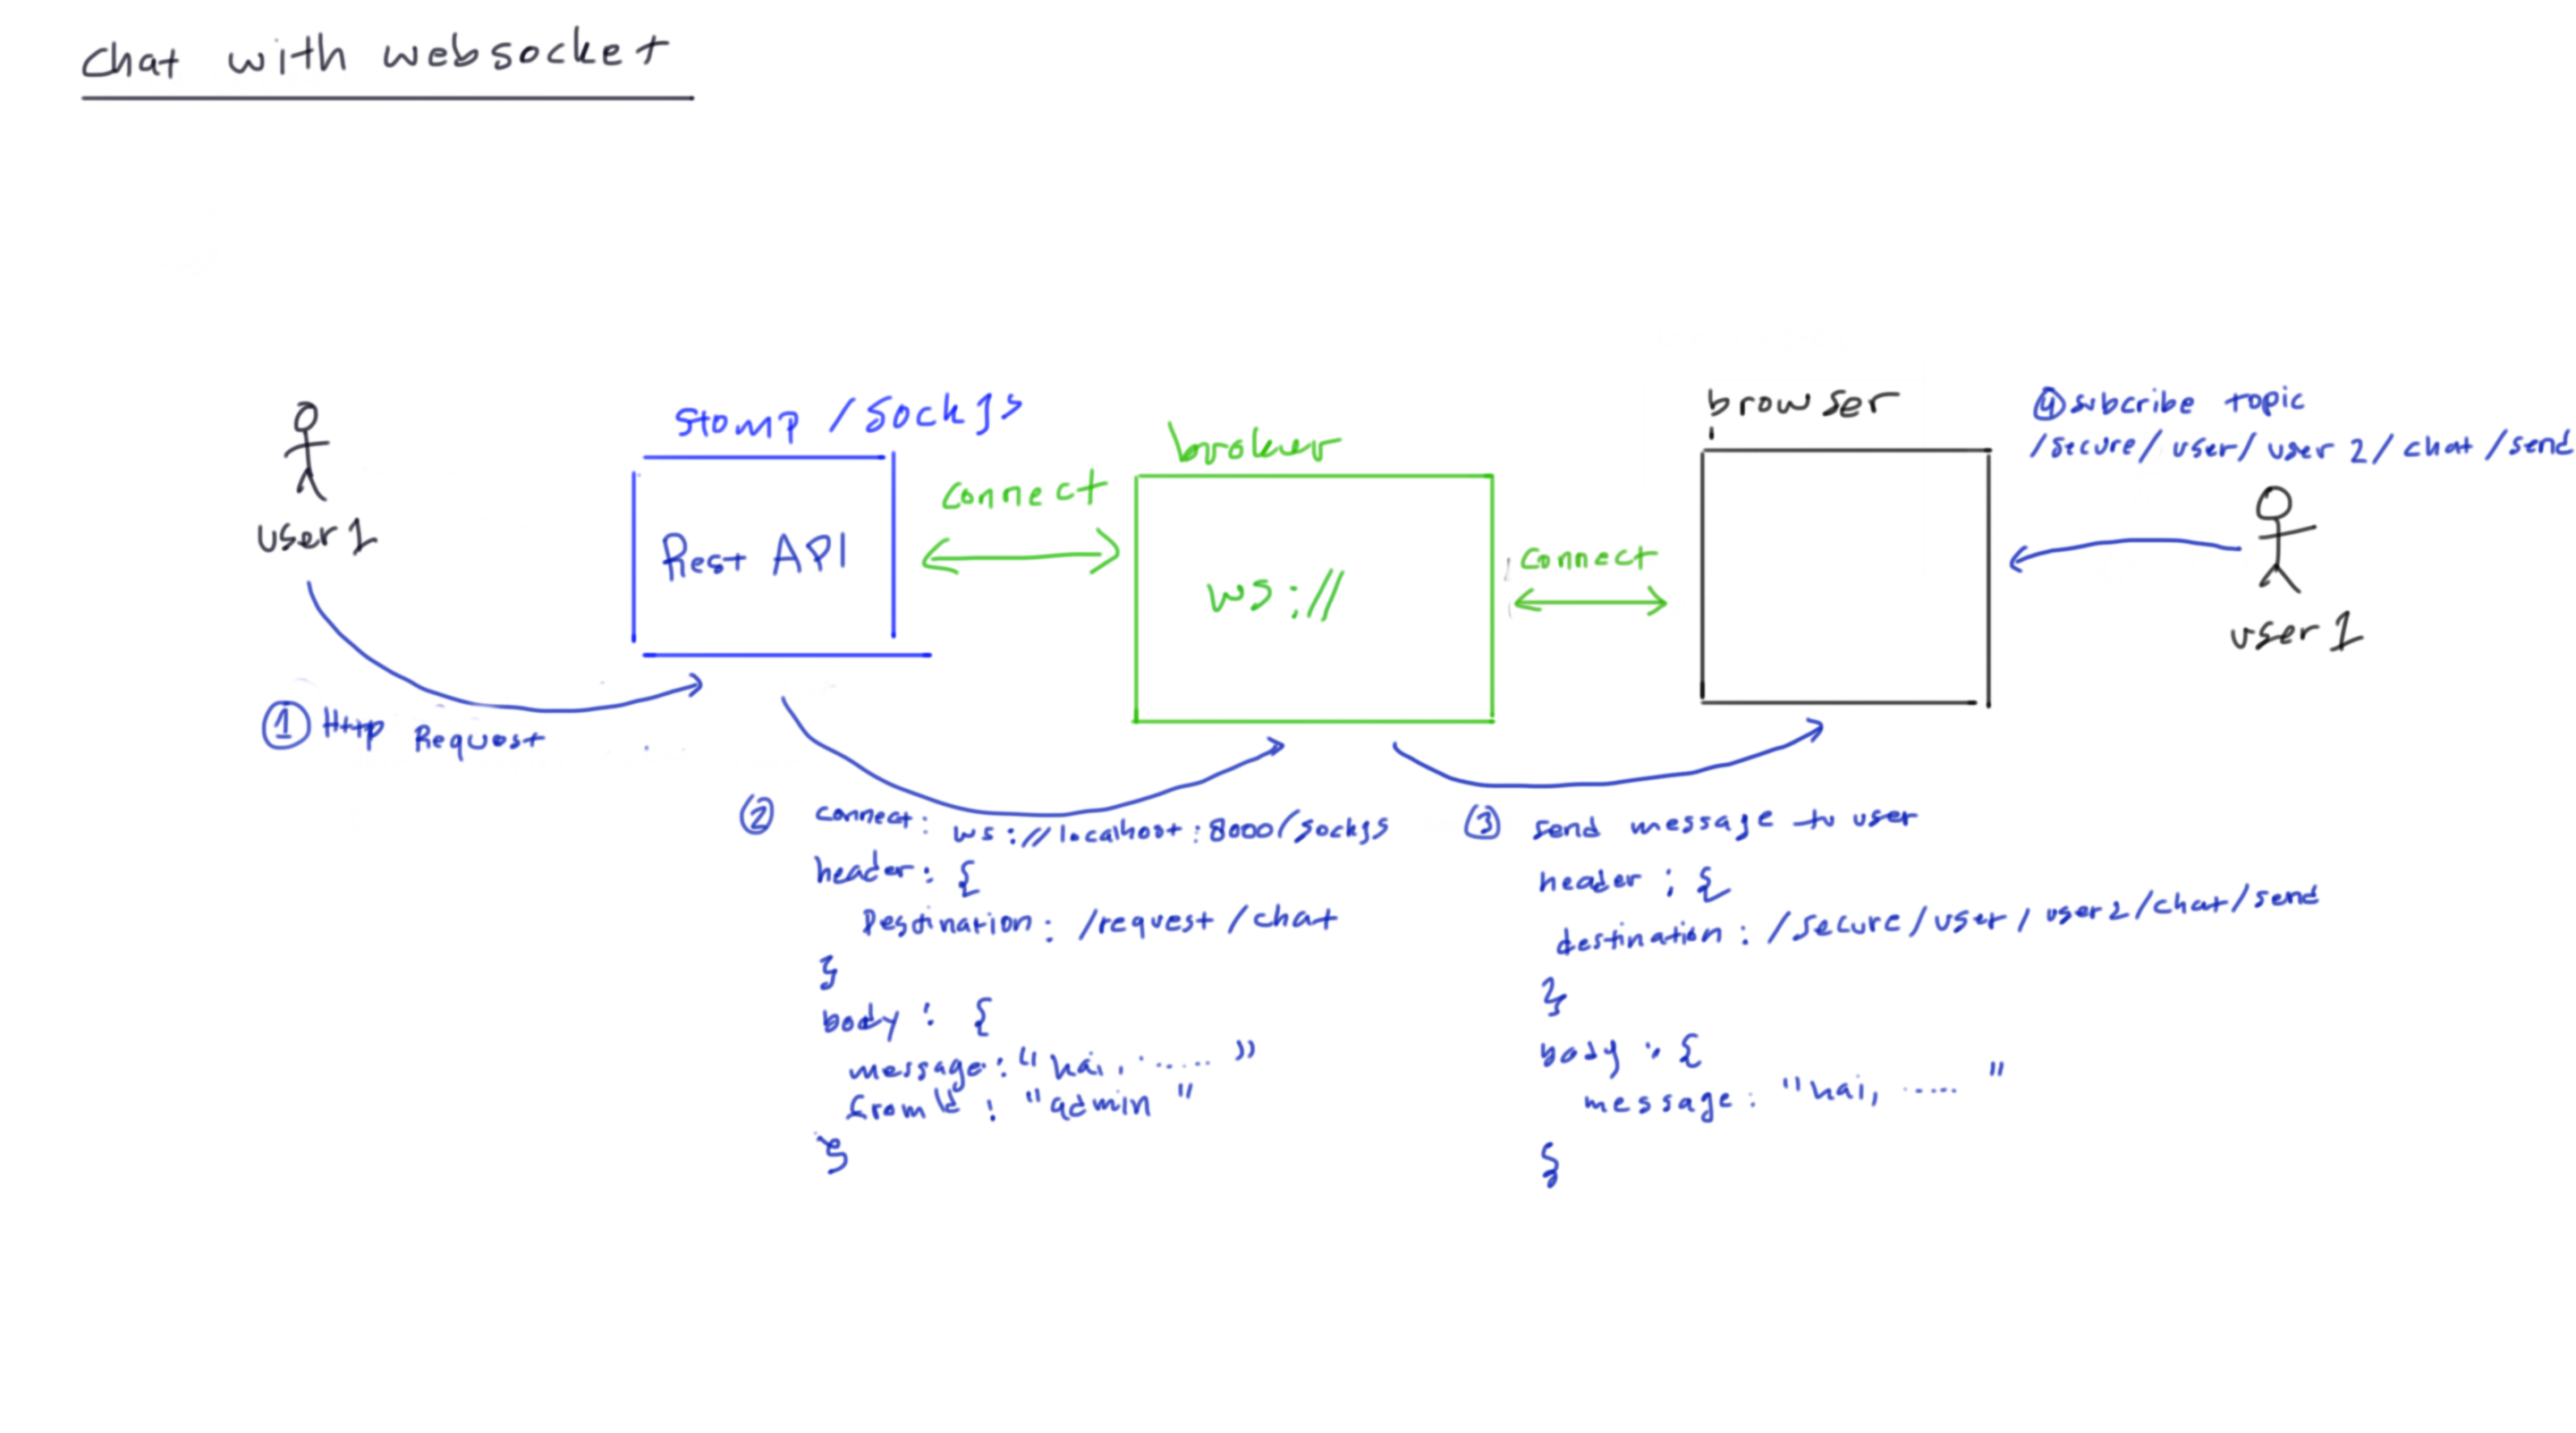 chat with websocket
user 1
① Http Request
Stomp / SockJs
Rest API
connect
broker
ws://
connect
browser
④ subcribe topic
/secure/user/user 2/chat/send
user 1
② connect: ws://localhost:8000/sockjs
header: {
Destination: /request/chat
}
body: {
message: "hai, ...... "
from Id: "admin"
}
③ send message to user
header: {
destination: /secure/user/user2/chat/send
}
body: {
message: "hai, ..... "
}